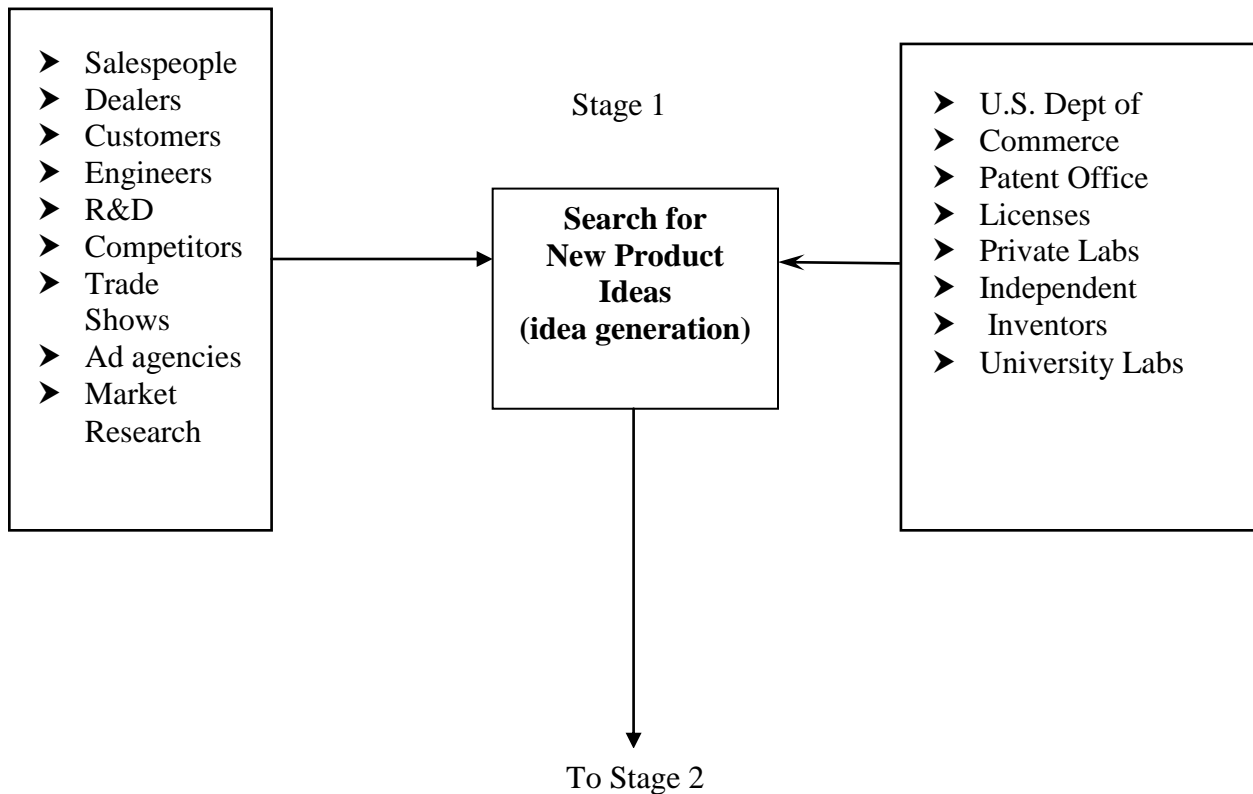 ➤ Salespeople
➤ Dealers
➤ Customers
➤ Engineers
➤ R&D
➤ Competitors
➤ Trade
Shows
➤ Ad agencies
➤ Market
Research
Stage 1
Search for
New Product
Ideas
(idea generation)
➤ U.S. Dept of
➤ Commerce
➤ Patent Office
➤ Licenses
➤ Private Labs
➤ Independent
➤ Inventors
➤ University Labs
To Stage 2